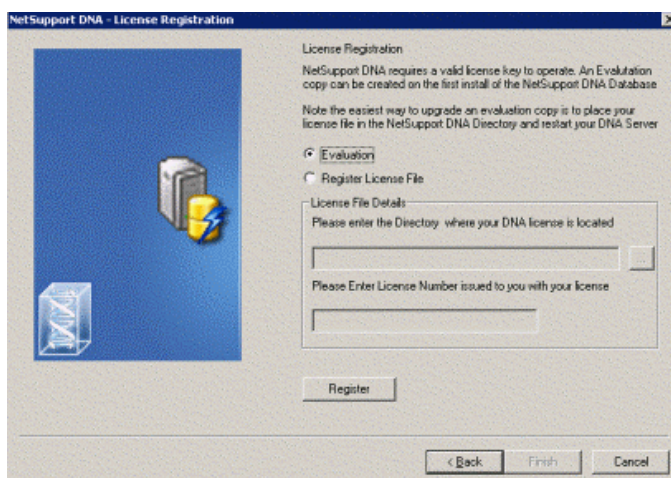 NetSupport DNA - License Registration
License Registration
NetSupport DNA requires a valid license key to operate. An Evalutation
copy can be created on the first install of the NetSupport DNA Database
Note the easiest way to upgrade an evaluation copy is to place your
license file in the NetSupport DNA Directory and restart your DNA Server
Evaluation
Register License File
License File Details
Please enter the Directory where your DNA license is located
...
Please Enter License Number issued to you with your license
Register
< Back
Finish
Cancel